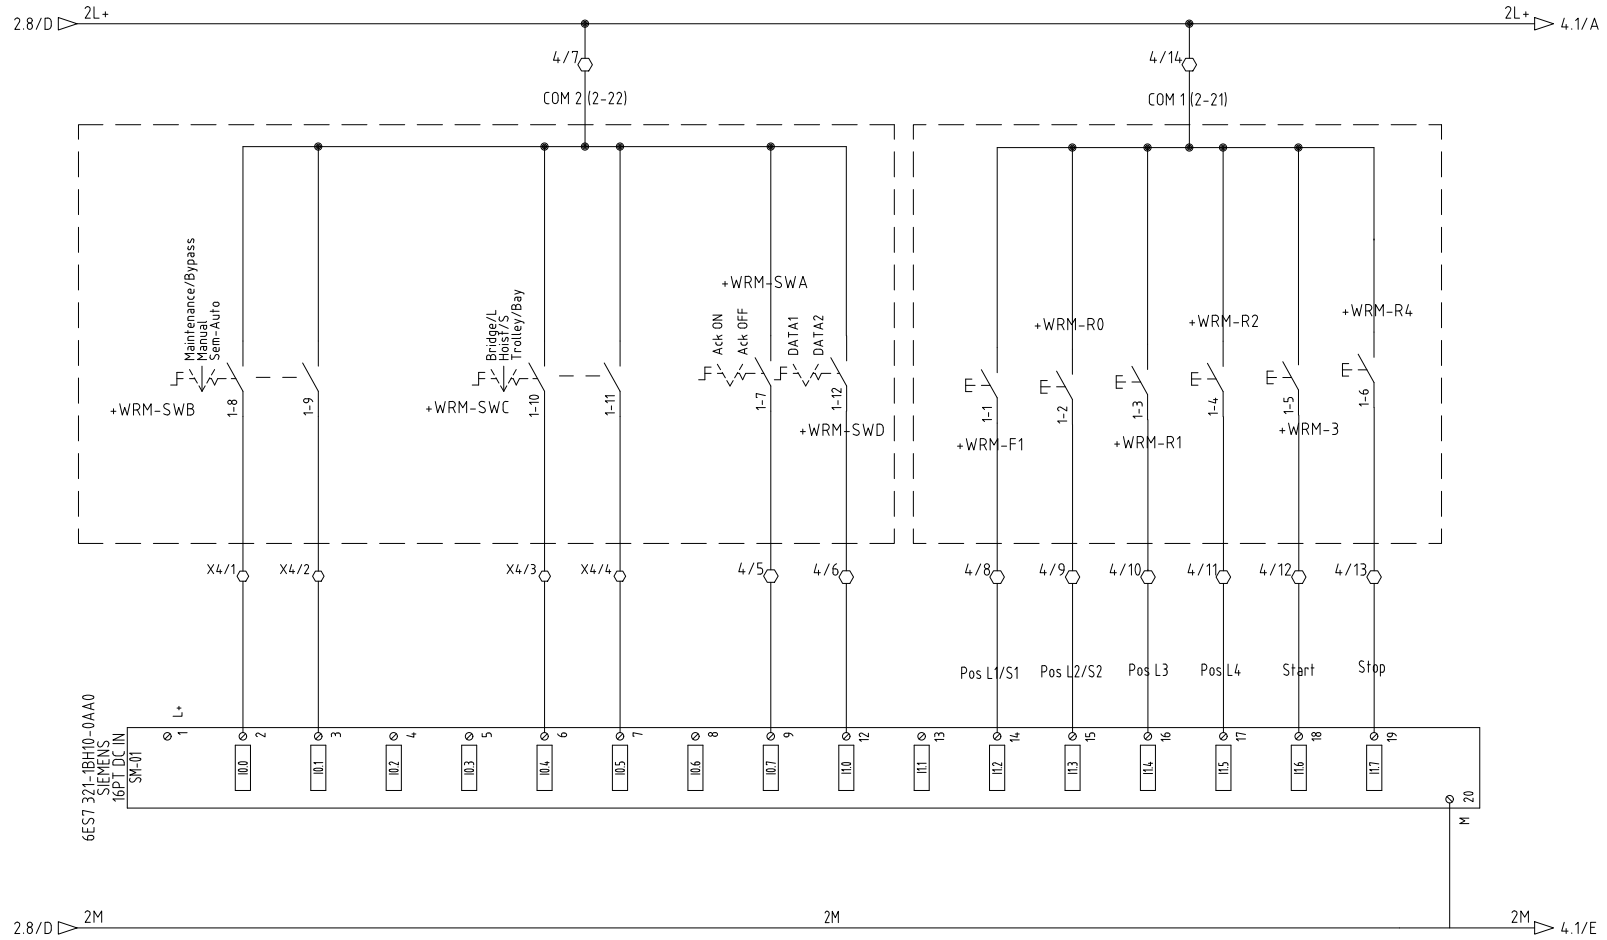 2.8/D
2L+
2L+
4.1/A
4/7
4/14
COM 2 (2-22)
COM 1 (2-21)
Maintenance/Bypass
Manual
Sem-Auto
Bridge/L
Hoist/S
Trolley/Bay
+WRM-SWA
Ack ON
Ack OFF
DATA1
DATA2
+WRM-R0
+WRM-R2
+WRM-R4
+WRM-SWB
1-8
1-9
+WRM-SWC
1-10
1-11
1-7
1-12
+WRM-SWD
1-1
1-2
1-3
1-4
1-5
1-6
+WRM-F1
+WRM-R1
+WRM-3
X4/1
X4/2
X4/3
X4/4
4/5
4/6
4/8
4/9
4/10
4/11
4/12
4/13
Pos L1/S1
Pos L2/S2
Pos L3
Pos L4
Start
Stop
6ES7 321-1BH10-0AA0
SIEMENS
16PT DC IN
SM-01
L+
1
2
3
4
5
6
7
8
9
12
13
14
15
16
17
18
19
I0.0
I0.1
I0.2
I0.3
I0.4
I0.5
I0.6
I0.7
I1.0
I1.1
I1.2
I1.3
I1.4
I1.5
I1.6
I1.7
20
M
2.8/D
2M
2M
2M
4.1/E